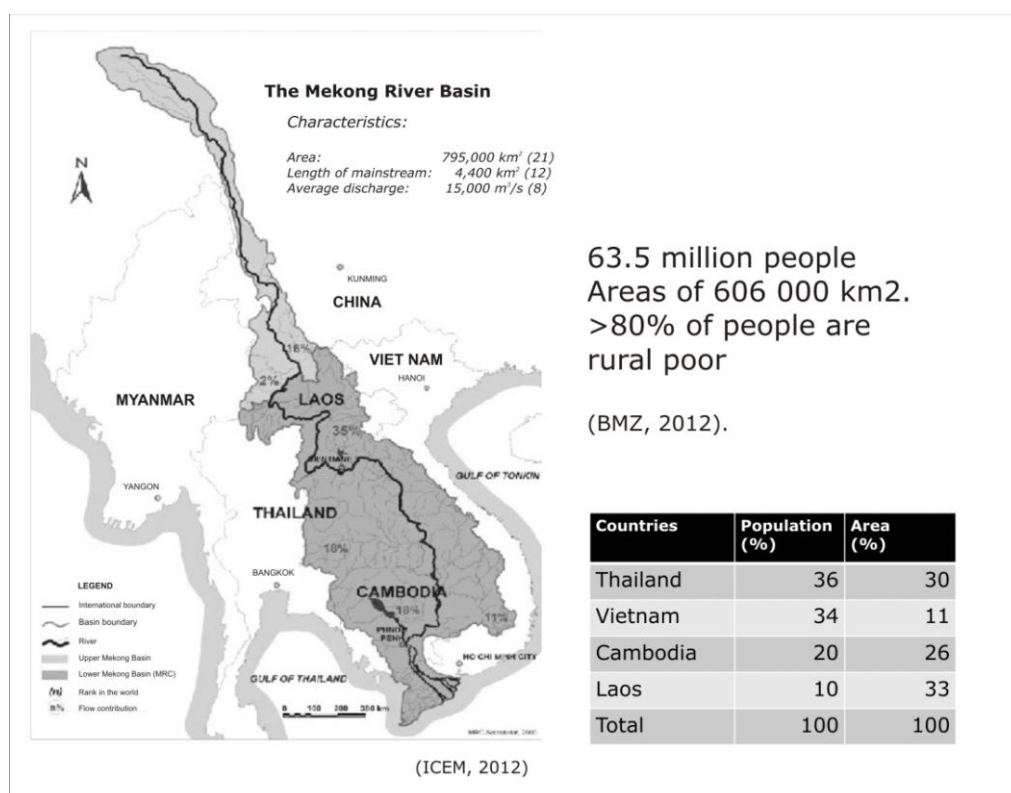 The Mekong River Basin
Characteristics:
Area: 795,000 km² (21)
Length of mainstream: 4,400 km² (12)
Average discharge: 15,000 m³/s (8)
N
KUNMING
CHINA
VIET NAM
HANOI
16%
2%
MYANMAR
LAOS
35%
GULF OF TONKIN
YANGON
THAILAND
18%
BANGKOK
CAMBODIA
18%
11%
PHNOM PENH
HO CHI MINH CITY
GULF OF THAILAND
LEGEND
International boundary
Basin boundary
River
Upper Mekong Basin
Lower Mekong Basin (MRC)
(n) Rank in the world
n% Flow contribution
0 100 200 300 km
(ICEM, 2012)
63.5 million people
Areas of 606 000 km2.
>80% of people are
rural poor
(BMZ, 2012).
Countries Population (%) Area (%)
Thailand 36 30
Vietnam 34 11
Cambodia 20 26
Laos 10 33
Total 100 100